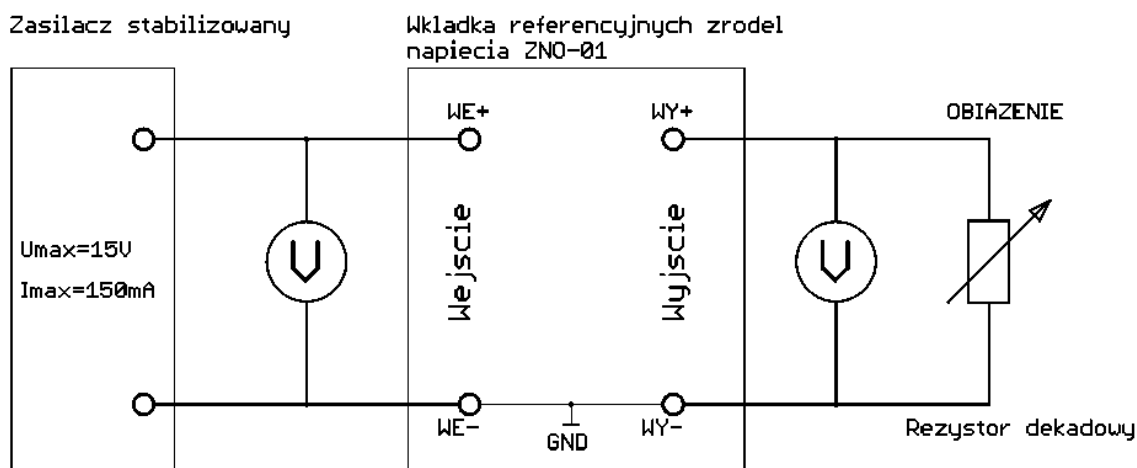 Zasilacz stabilizowany
Wkladka referencyjnych zrodel
napiecia ZNO-01
WE+
WY+
OBIAZENIE
Umax=15V
Imax=150mA
V
Wejscie
Wyjscie
V
WE-
GND
WY-
Rezystor dekadowy